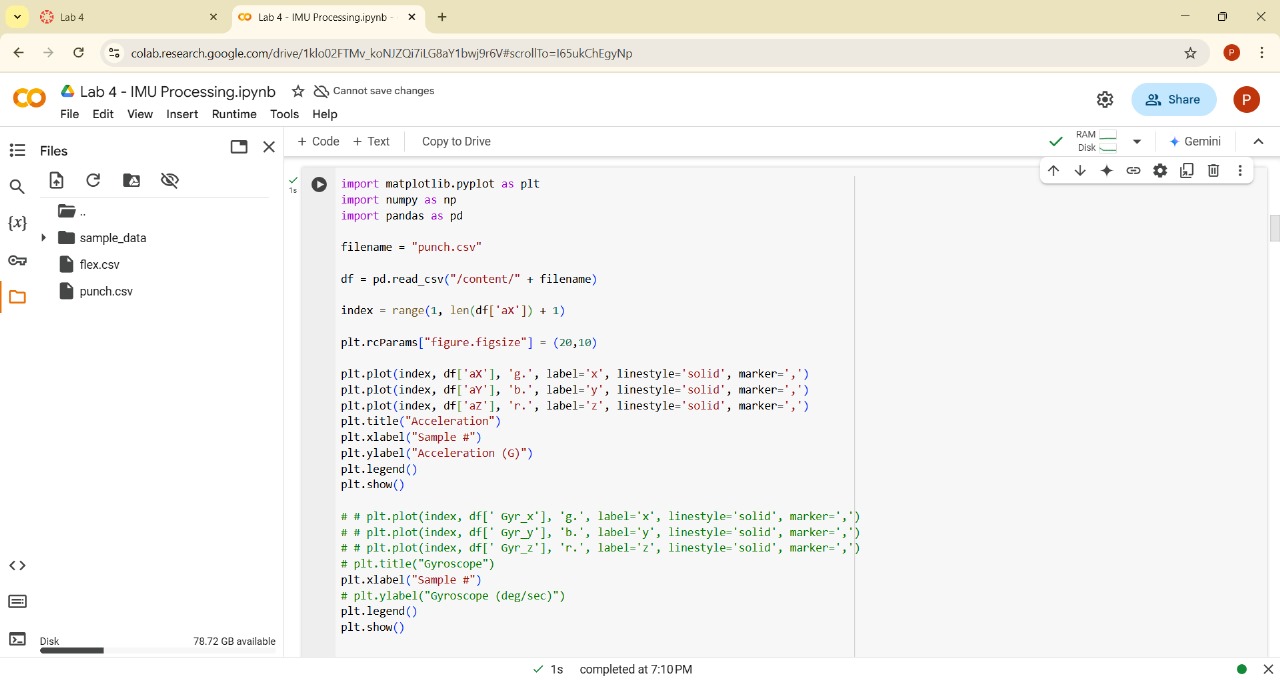 Lab 4
Lab 4 - IMU Processing.ipynb -
colab.research.google.com/drive/1klo02FTMv_koNJZQi7iLG8aY1bwj9r6V#scrollTo=I65ukChEgyNp
P
Lab 4 - IMU Processing.ipynb
Cannot save changes
File Edit View Insert Runtime Tools Help
Share
P
Files
+ Code + Text Copy to Drive
RAM
Disk
Gemini
..
sample_data
flex.csv
punch.csv
{x}
1s
import matplotlib.pyplot as plt
import numpy as np
import pandas as pd
filename = "punch.csv"
df = pd.read_csv("/content/" + filename)
index = range(1, len(df['aX']) + 1)
plt.rcParams["figure.figsize"] = (20,10)
plt.plot(index, df['aX'], 'g.', label='x', linestyle='solid', marker=',')
plt.plot(index, df['aY'], 'b.', label='y', linestyle='solid', marker=',')
plt.plot(index, df['aZ'], 'r.', label='z', linestyle='solid', marker=',')
plt.title("Acceleration")
plt.xlabel("Sample #")
plt.ylabel("Acceleration (G)")
plt.legend()
plt.show()
# # plt.plot(index, df[' Gyr_x'], 'g.', label='x', linestyle='solid', marker=',')
# # plt.plot(index, df[' Gyr_y'], 'b.', label='y', linestyle='solid', marker=',')
# # plt.plot(index, df[' Gyr_z'], 'r.', label='z', linestyle='solid', marker=',')
# plt.title("Gyroscope")
plt.xlabel("Sample #")
# plt.ylabel("Gyroscope (deg/sec)")
plt.legend()
plt.show()
Disk 78.72 GB available
1s completed at 7:10 PM